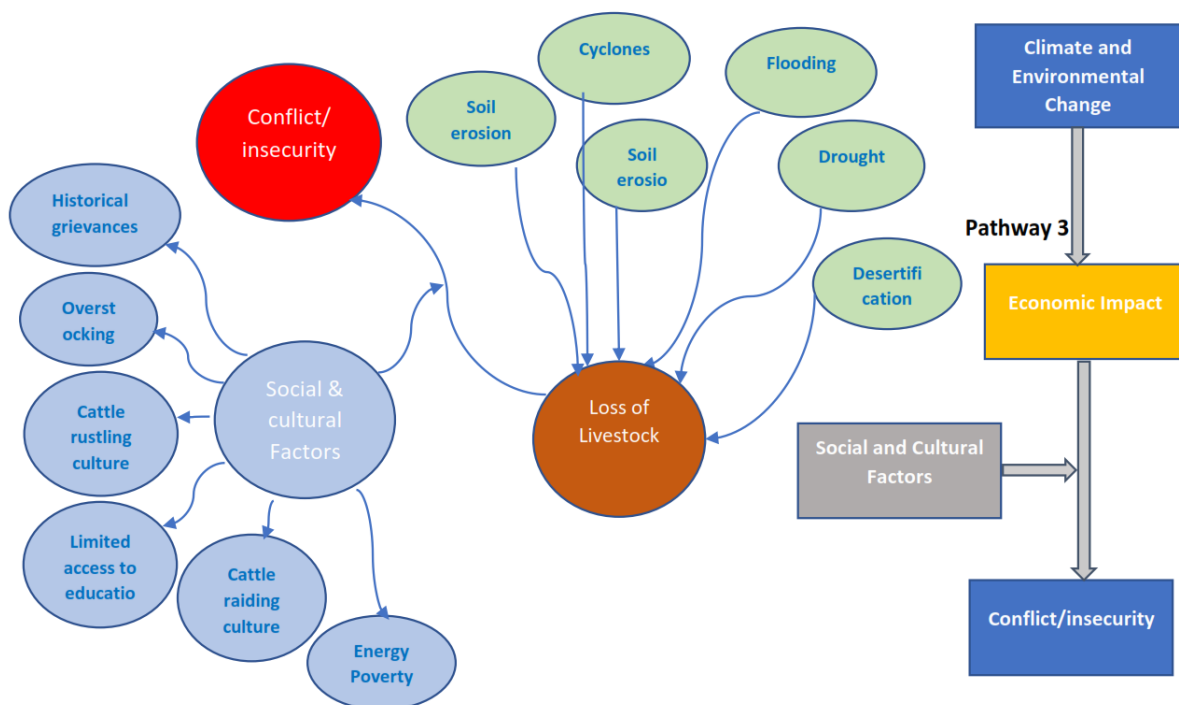 Cyclones
Flooding
Soil
erosion
Conflict/
insecurity
Soil
erosio
Drought
Historical
grievances
Desertifi
cation
Overst
ocking
Social &
cultural
Factors
Cattle
rustling
culture
Loss of
Livestock
Limited
access to
educatio
Cattle
raiding
culture
Energy
Poverty
Climate and
Environmental
Change
Pathway 3
Economic Impact
Social and Cultural
Factors
Conflict/insecurity